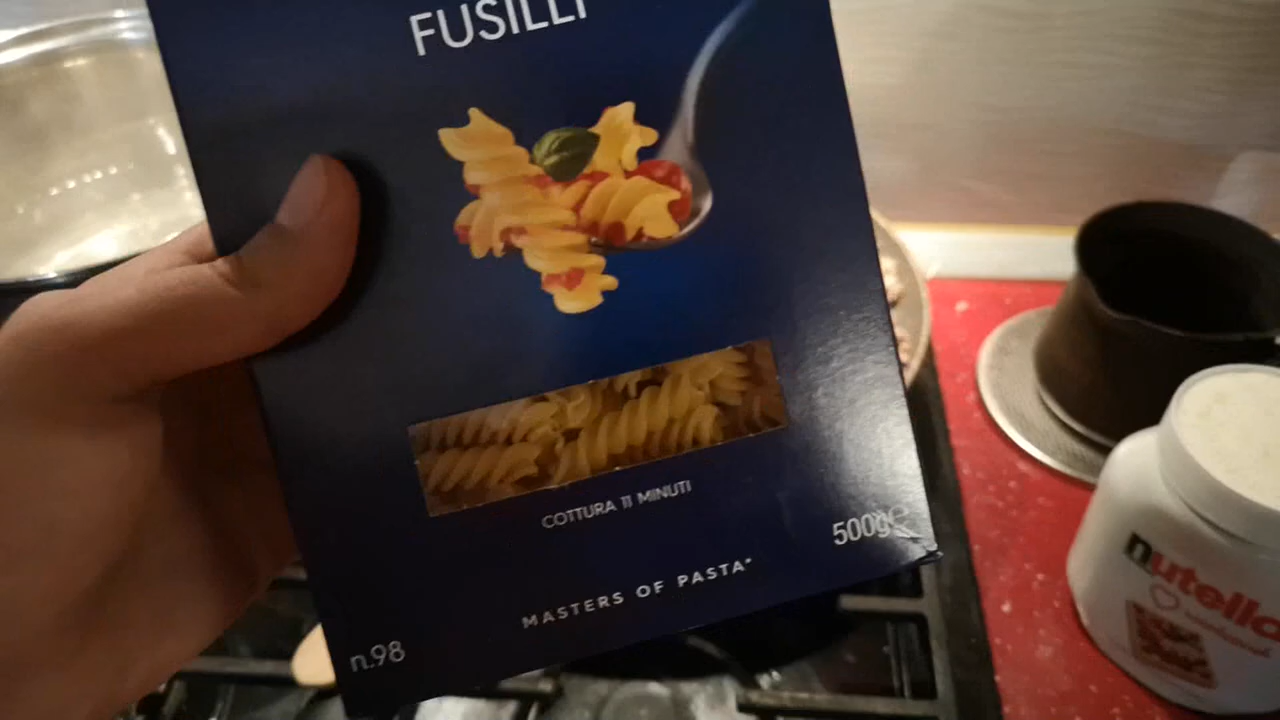 FUSILLI
COTTURA 11 MINUTI
500g℮
MASTERS OF PASTA*
n.98
nutella